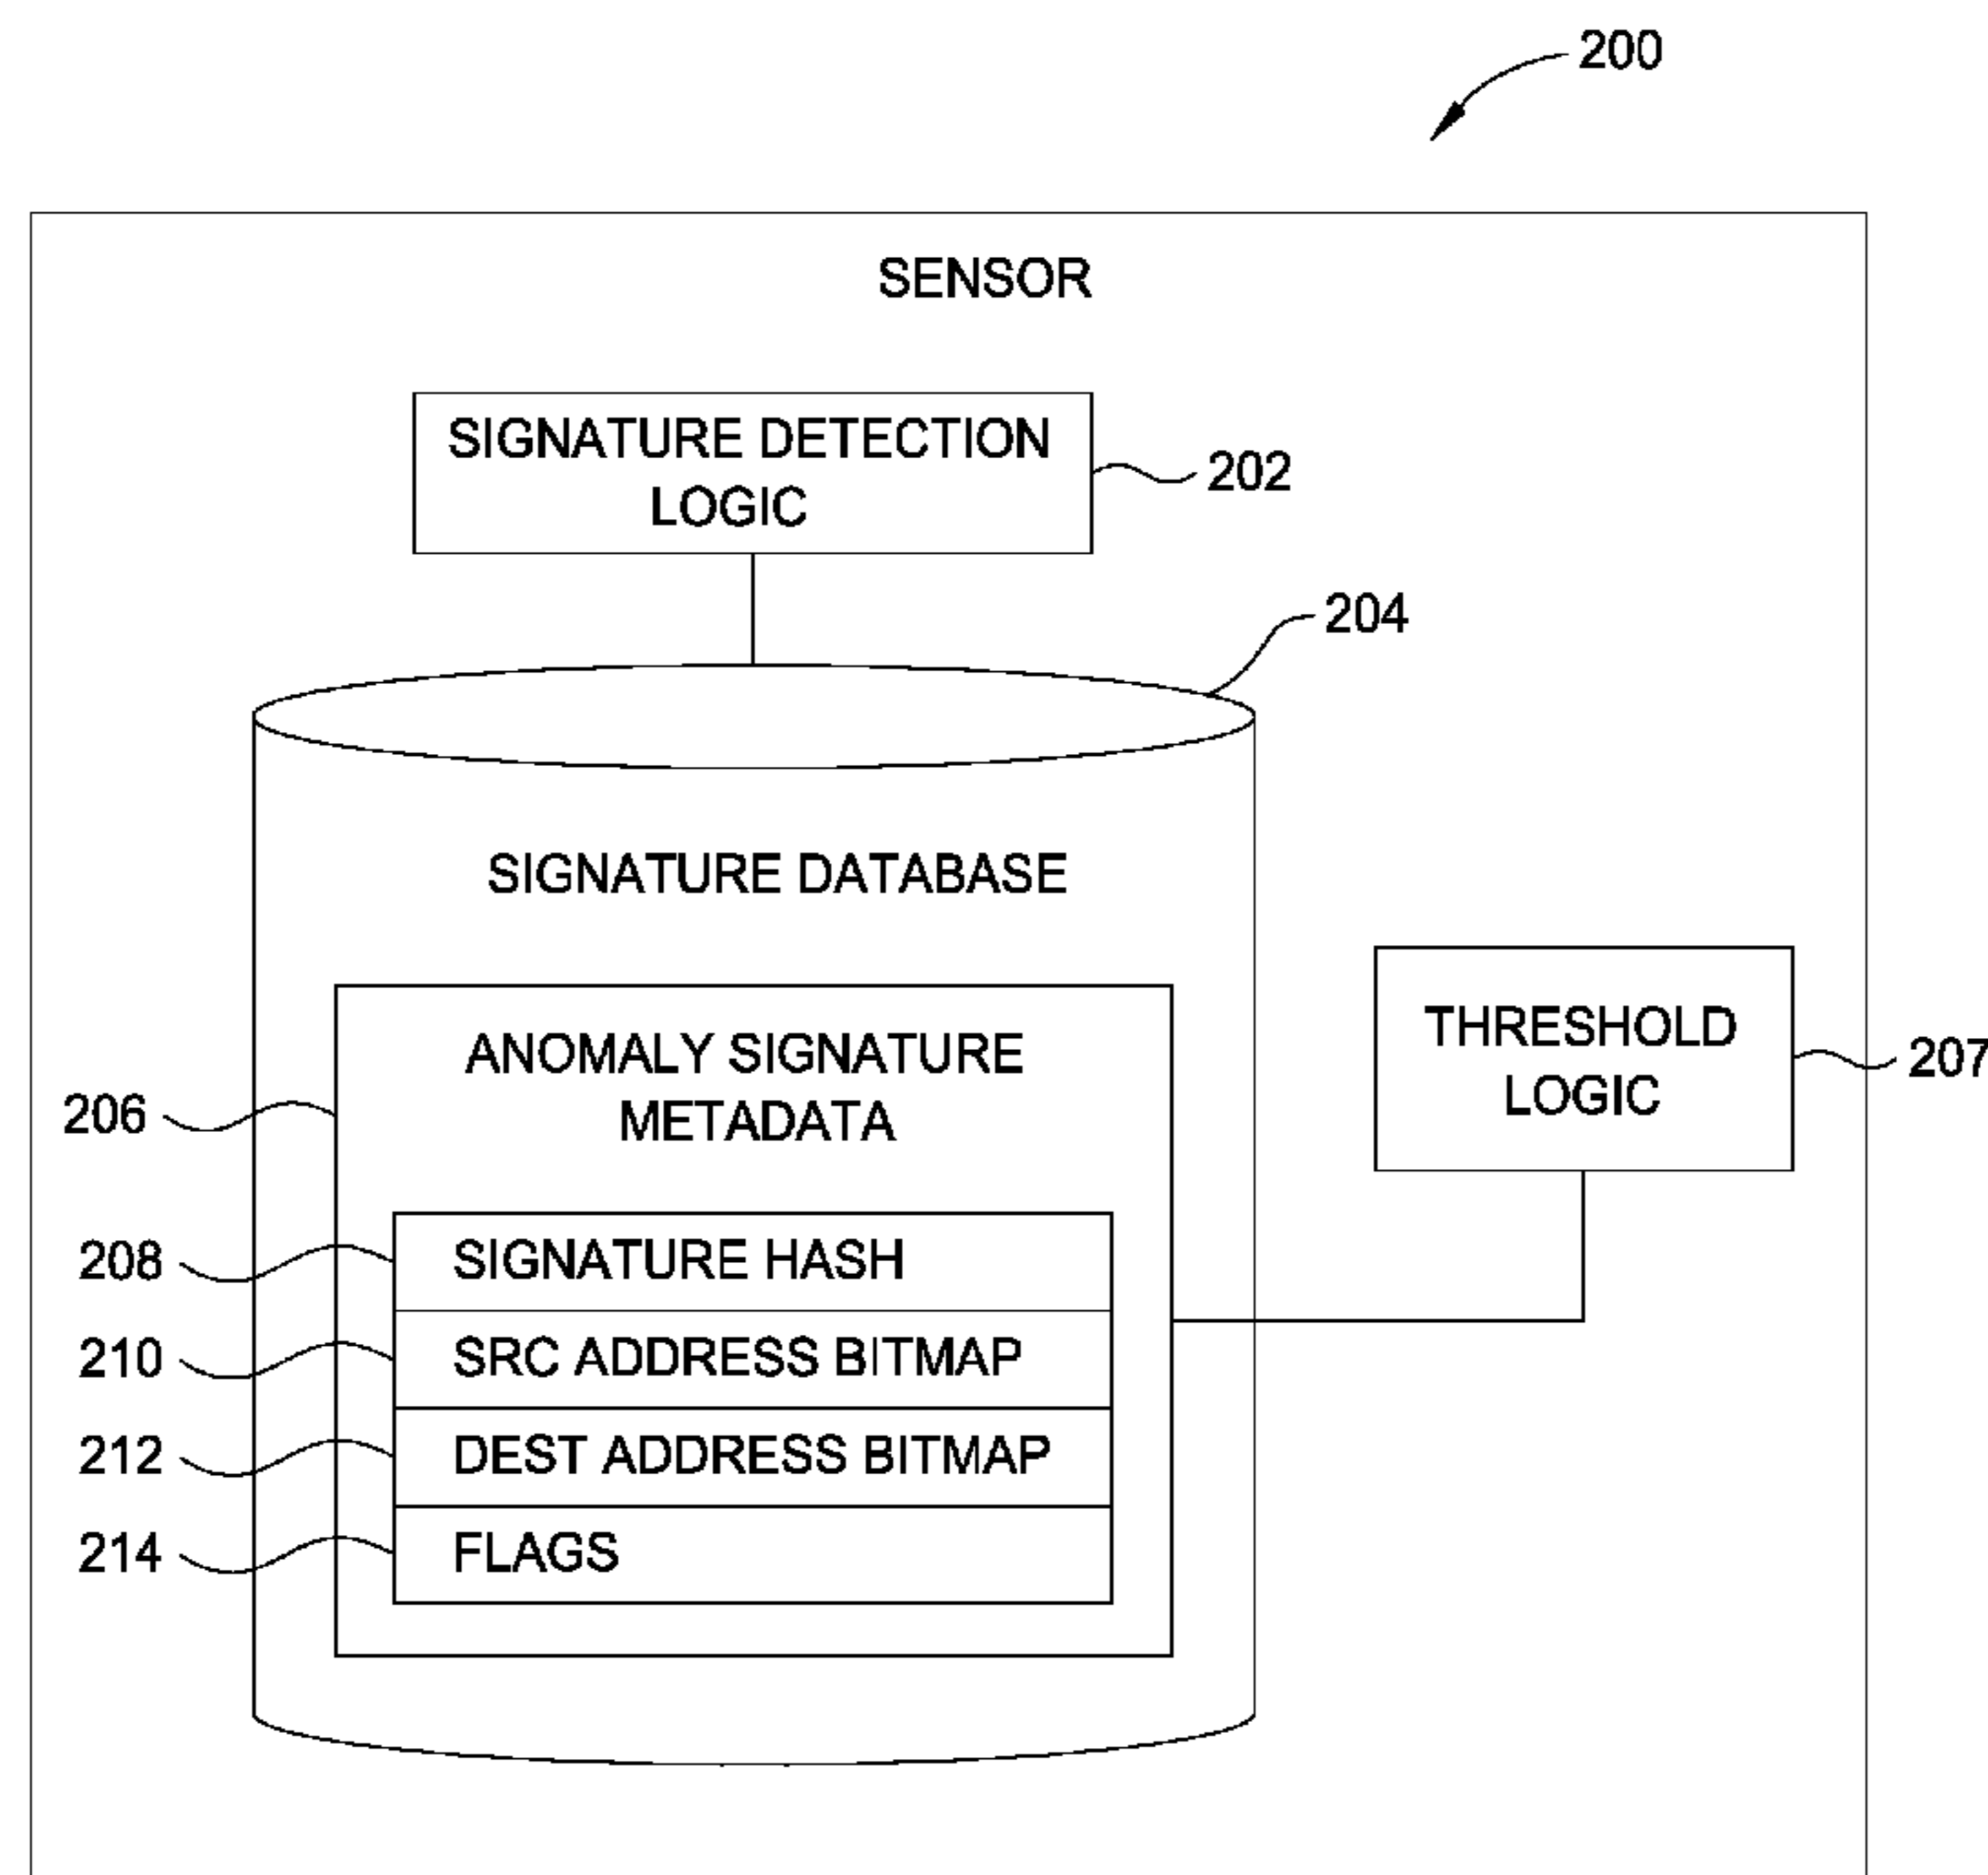 200
SENSOR
SIGNATURE DETECTION
LOGIC
202
204
SIGNATURE DATABASE
ANOMALY SIGNATURE
METADATA
206
THRESHOLD
LOGIC
207
208
SIGNATURE HASH
210
SRC ADDRESS BITMAP
212
DEST ADDRESS BITMAP
214
FLAGS